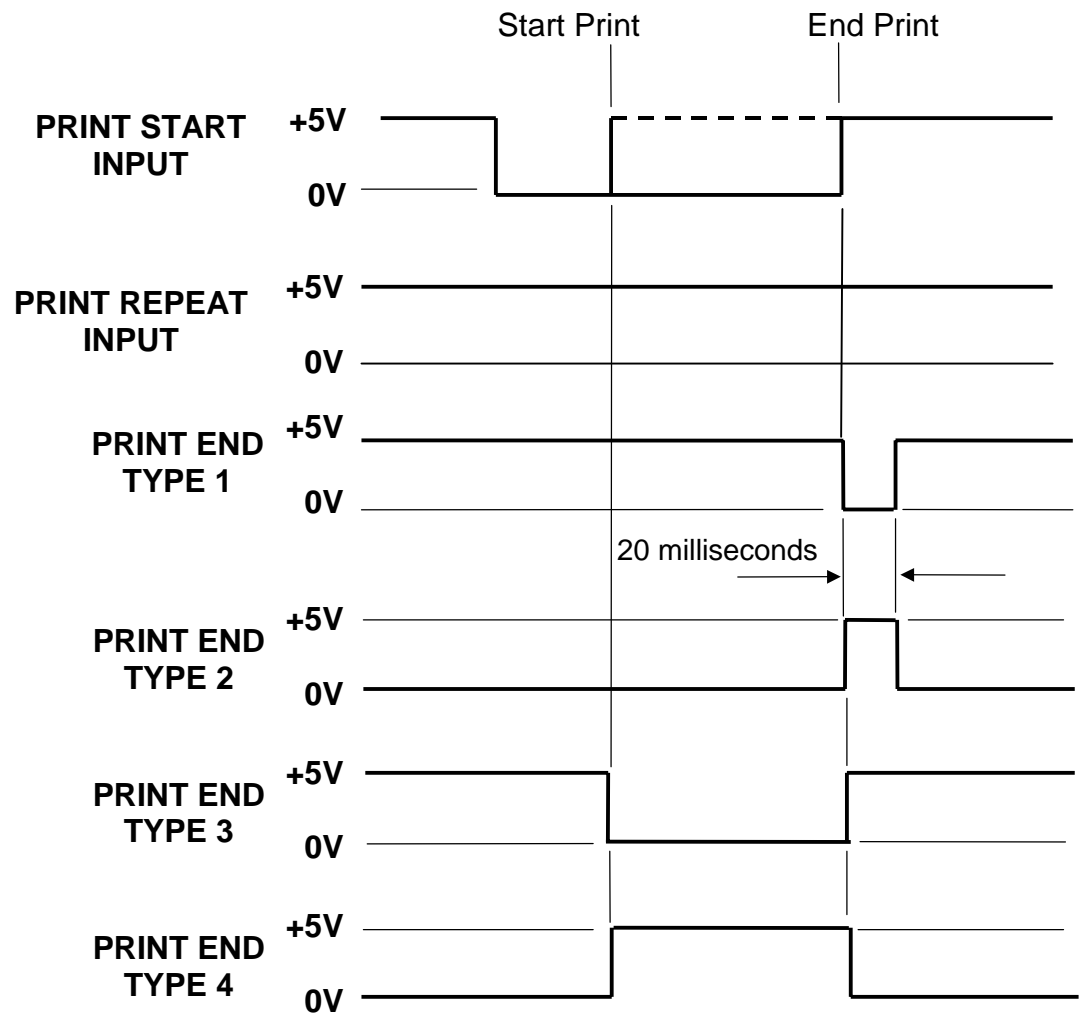 Start Print End Print
PRINT START
INPUT
+5V
0V
PRINT REPEAT
INPUT
+5V
0V
PRINT END
TYPE 1
+5V
0V
20 milliseconds
PRINT END
TYPE 2
+5V
0V
PRINT END
TYPE 3
+5V
0V
PRINT END
TYPE 4
+5V
0V